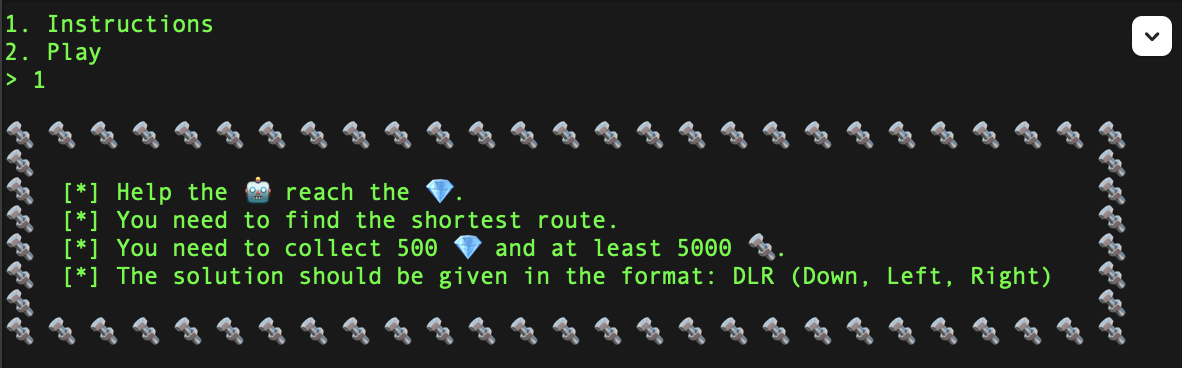 1. Instructions
2. Play
> 1
[*] Help the 🤖 reach the 💎.
[*] You need to find the shortest route.
[*] You need to collect 500 💎 and at least 5000 🔩.
[*] The solution should be given in the format: DLR (Down, Left, Right)